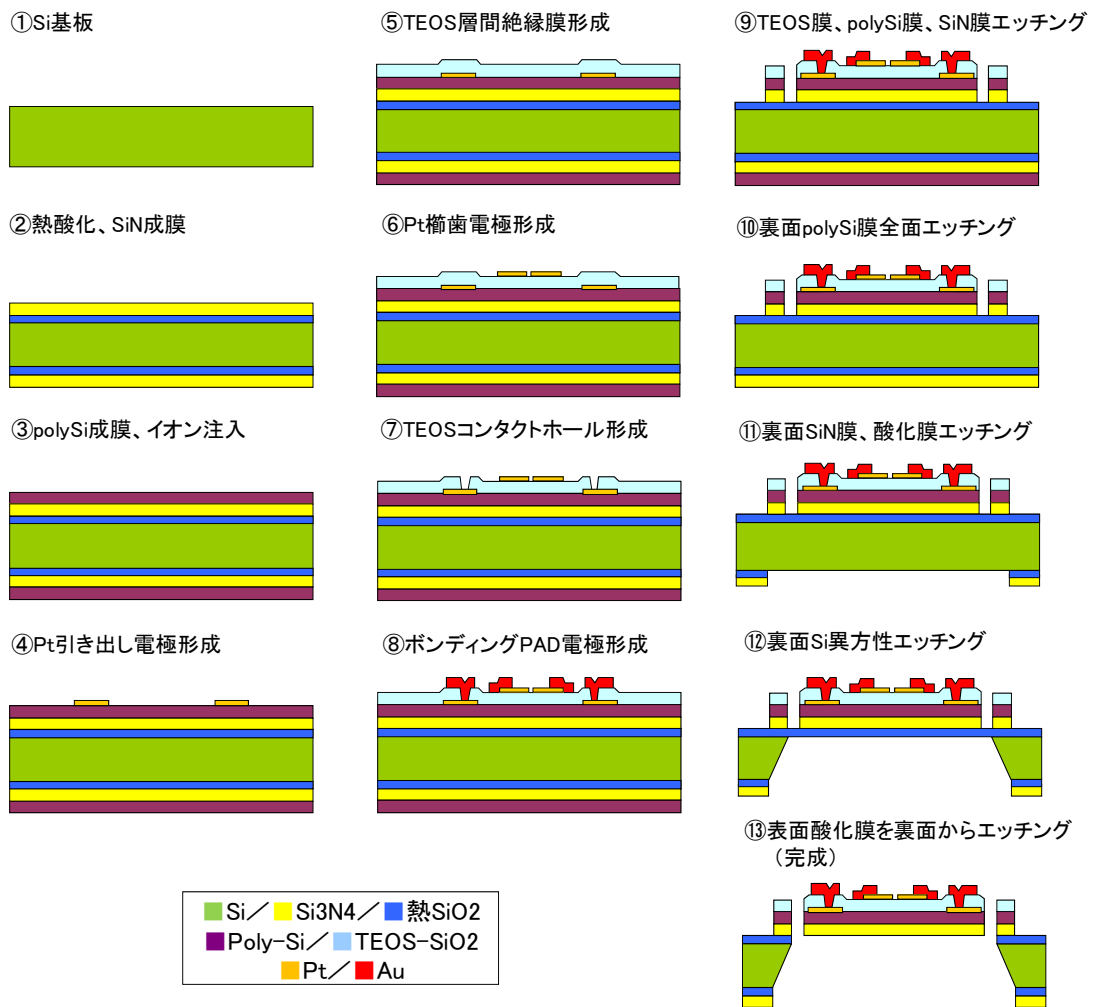 ①Si基板
②熱酸化、SiN成膜
③polySi成膜、イオン注入
④Pt引き出し電極形成
⑤TEOS層間絶縁膜形成
⑥Pt櫛歯電極形成
⑦TEOSコンタクトホール形成
⑧ボンディングPAD電極形成
⑨TEOS膜、polySi膜、SiN膜エッチング
⑩裏面polySi膜全面エッチング
⑪裏面SiN膜、酸化膜エッチング
⑫裏面Si異方性エッチング
⑬表面酸化膜を裏面からエッチング
（完成）
Si／ Si3N4／ 熱SiO2
Poly-Si／ TEOS-SiO2
Pt／ Au